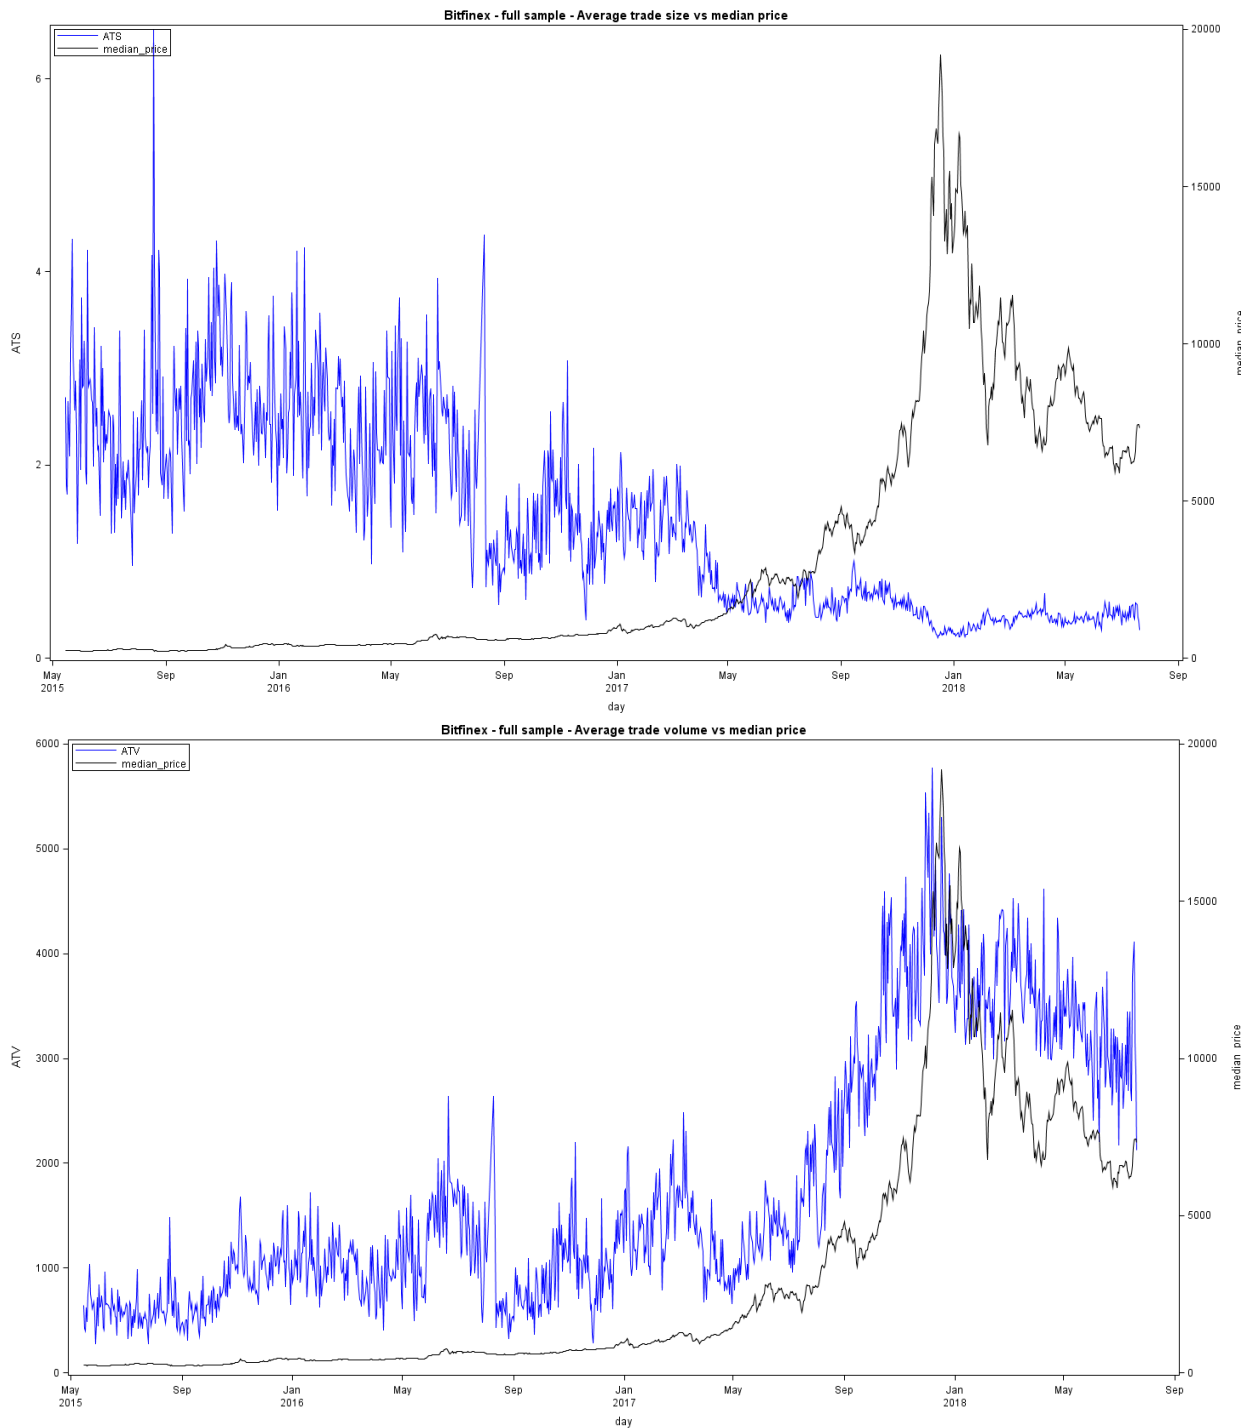 Bitfinex - full sample - Average trade size vs median price
ATS
median_price
6
4
2
0
ATS
20000
15000
10000
5000
0
median_price
May Sep Jan May Sep Jan May Sep Jan May Sep
2015 2016 2017 2018
day
Bitfinex - full sample - Average trade volume vs median price
ATV
median_price
6000
5000
4000
3000
2000
1000
0
ATV
20000
15000
10000
5000
0
median_price
May Sep Jan May Sep Jan May Sep Jan May Sep
2015 2016 2017 2018
day